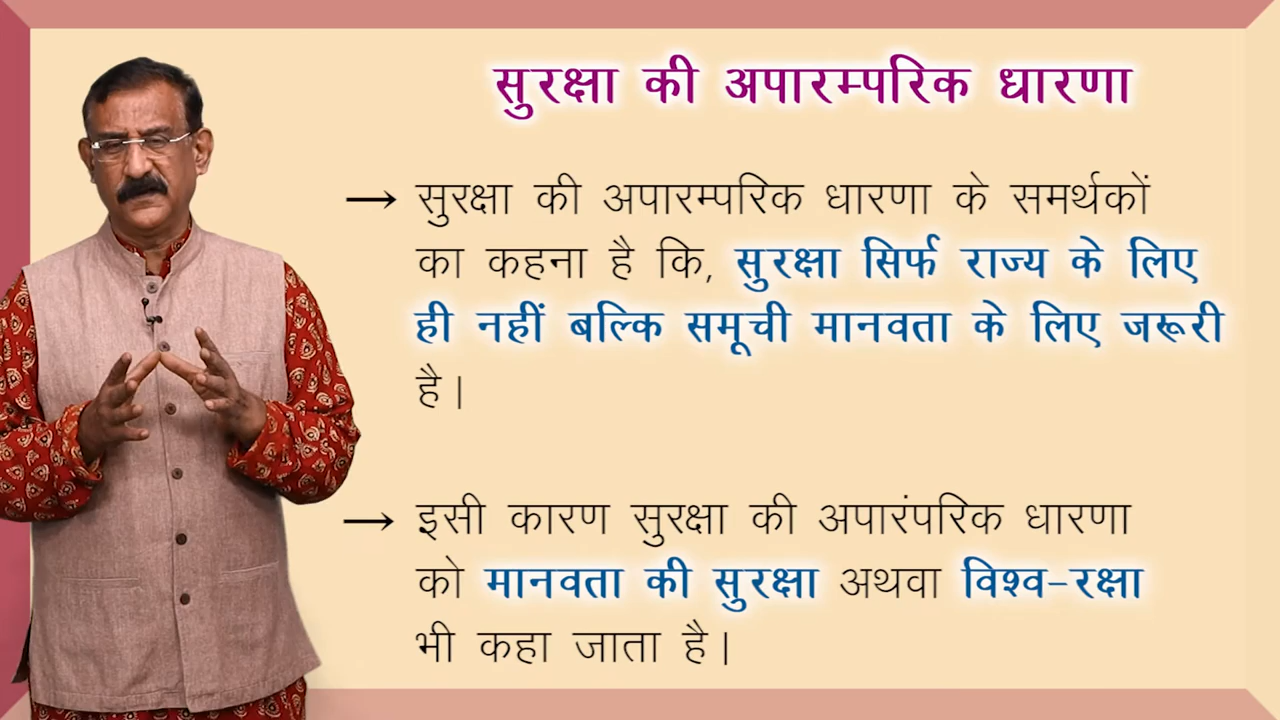 सुरक्षा की अपारम्परिक धारणा
→ सुरक्षा की अपारम्परिक धारणा के समर्थकों
का कहना है कि, सुरक्षा सिर्फ राज्य के लिए
ही नहीं बल्कि समूची मानवता के लिए जरूरी
है।
→ इसी कारण सुरक्षा की अपारंपरिक धारणा
को मानवता की सुरक्षा अथवा विश्व-रक्षा
भी कहा जाता है।